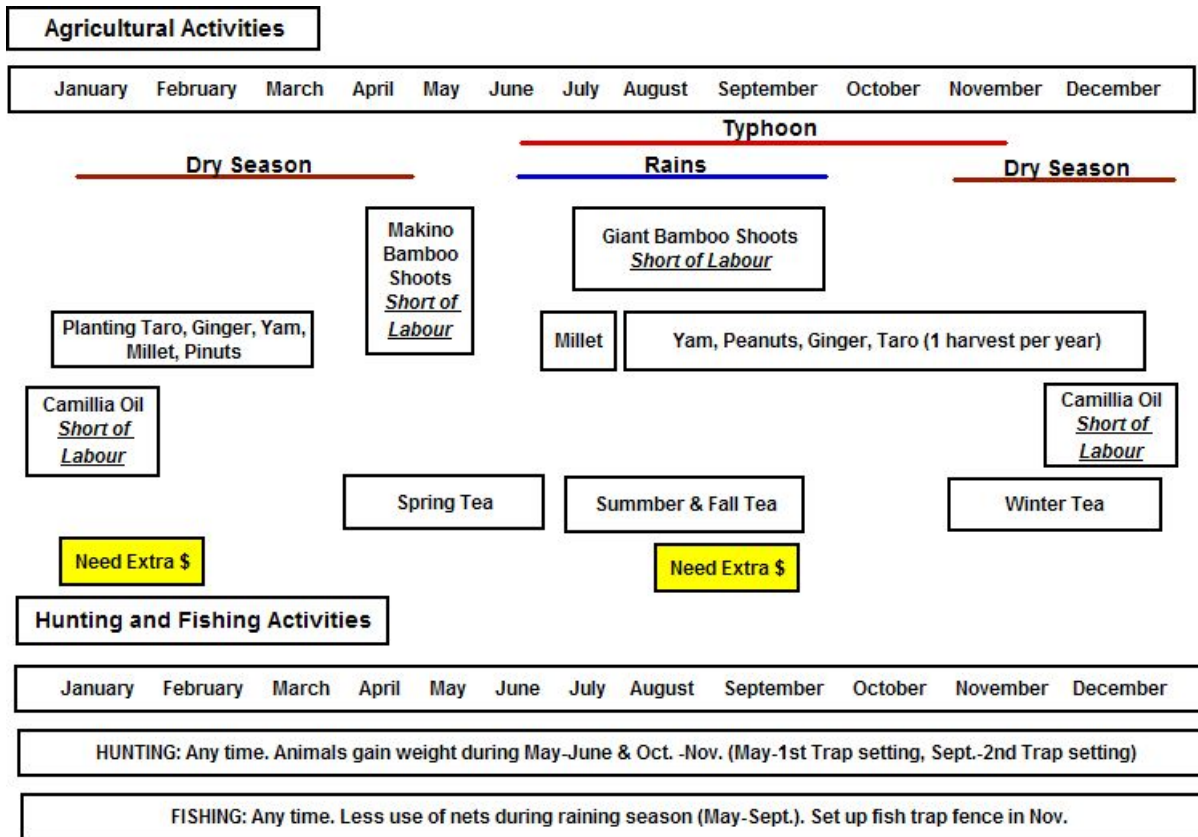 Agricultural Activities
January February March April May June July August September October November December
Typhoon
Dry Season
Rains
Dry Season
Makino
Bamboo
Shoots
Short of
Labour
Giant Bamboo Shoots
Short of Labour
Planting Taro, Ginger, Yam,
Millet, Pinuts
Millet
Yam, Peanuts, Ginger, Taro (1 harvest per year)
Camillia Oil
Short of
Labour
Camillia Oil
Short of
Labour
Spring Tea
Summber & Fall Tea
Winter Tea
Need Extra $
Need Extra $
Hunting and Fishing Activities
January February March April May June July August September October November December
HUNTING: Any time. Animals gain weight during May-June & Oct. -Nov. (May-1st Trap setting, Sept.-2nd Trap setting)
FISHING: Any time. Less use of nets during raining season (May-Sept.). Set up fish trap fence in Nov.